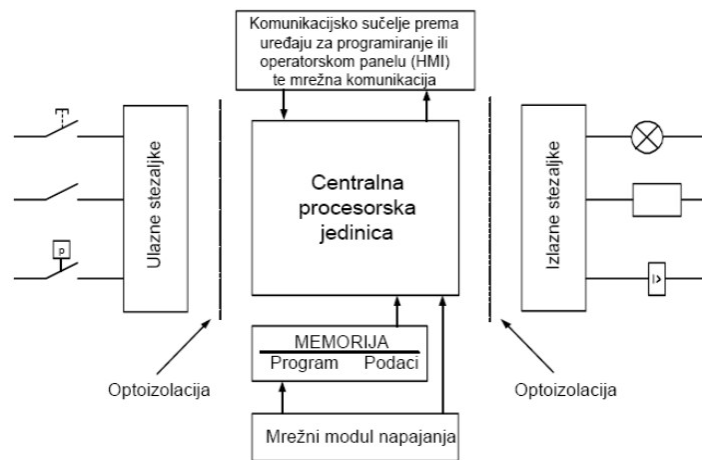 Komunikacijsko sučelje prema
uređaju za programiranje ili
operatorskom panelu (HMI)
te mrežna komunikacija
Ulazne stezaljke
p
Centralna
procesorska
jedinica
Izlazne stezaljke
I>
MEMORIJA
Program Podaci
Optoizolacija
Optoizolacija
Mrežni modul napajanja